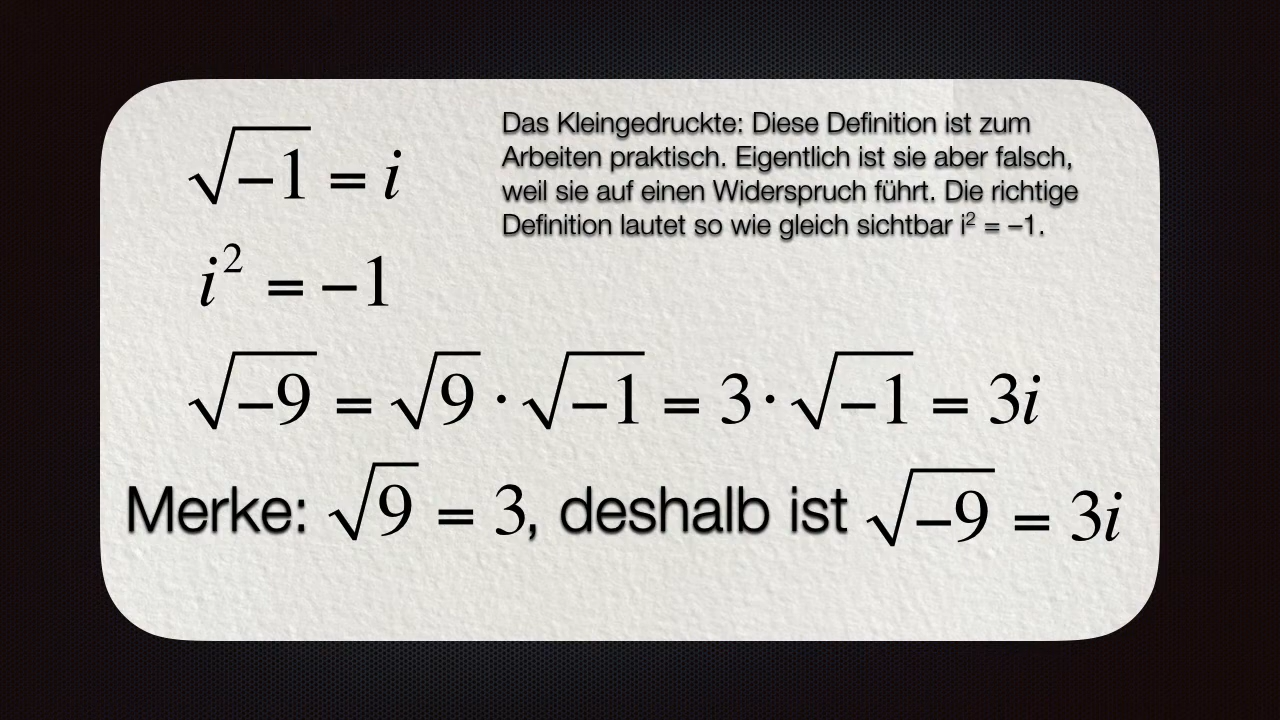 √−1 = i
Das Kleingedruckte: Diese Definition ist zum
Arbeiten praktisch. Eigentlich ist sie aber falsch,
weil sie auf einen Widerspruch führt. Die richtige
Definition lautet so wie gleich sichtbar i² = –1.
i² = −1
√−9 = √9 · √−1 = 3 · √−1 = 3i
Merke: √9 = 3, deshalb ist √−9 = 3i